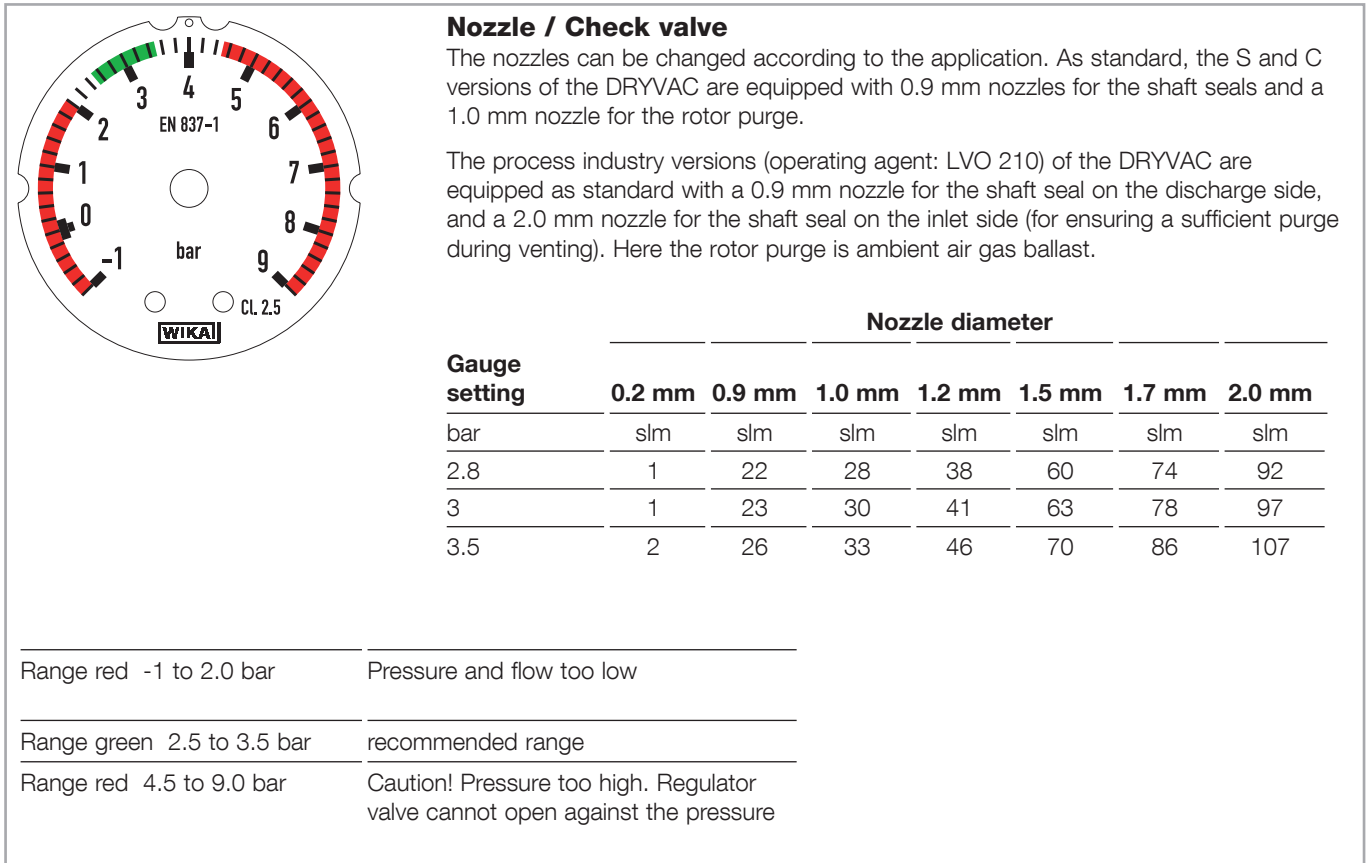 Nozzle / Check valve
The nozzles can be changed according to the application. As standard, the S and C
versions of the DRYVAC are equipped with 0.9 mm nozzles for the shaft seals and a
1.0 mm nozzle for the rotor purge.
The process industry versions (operating agent: LVO 210) of the DRYVAC are
equipped as standard with a 0.9 mm nozzle for the shaft seal on the discharge side,
and a 2.0 mm nozzle for the shaft seal on the inlet side (for ensuring a sufficient purge
during venting). Here the rotor purge is ambient air gas ballast.
-1
0
1
2
3
4
5
6
7
8
9
EN 837-1
bar
CL 2.5
WIKA
Nozzle diameter
Gauge
setting 0.2 mm 0.9 mm 1.0 mm 1.2 mm 1.5 mm 1.7 mm 2.0 mm
bar slm slm slm slm slm slm slm
2.8 1 22 28 38 60 74 92
3 1 23 30 41 63 78 97
3.5 2 26 33 46 70 86 107
Range red -1 to 2.0 bar Pressure and flow too low
Range green 2.5 to 3.5 bar recommended range
Range red 4.5 to 9.0 bar Caution! Pressure too high. Regulator
valve cannot open against the pressure